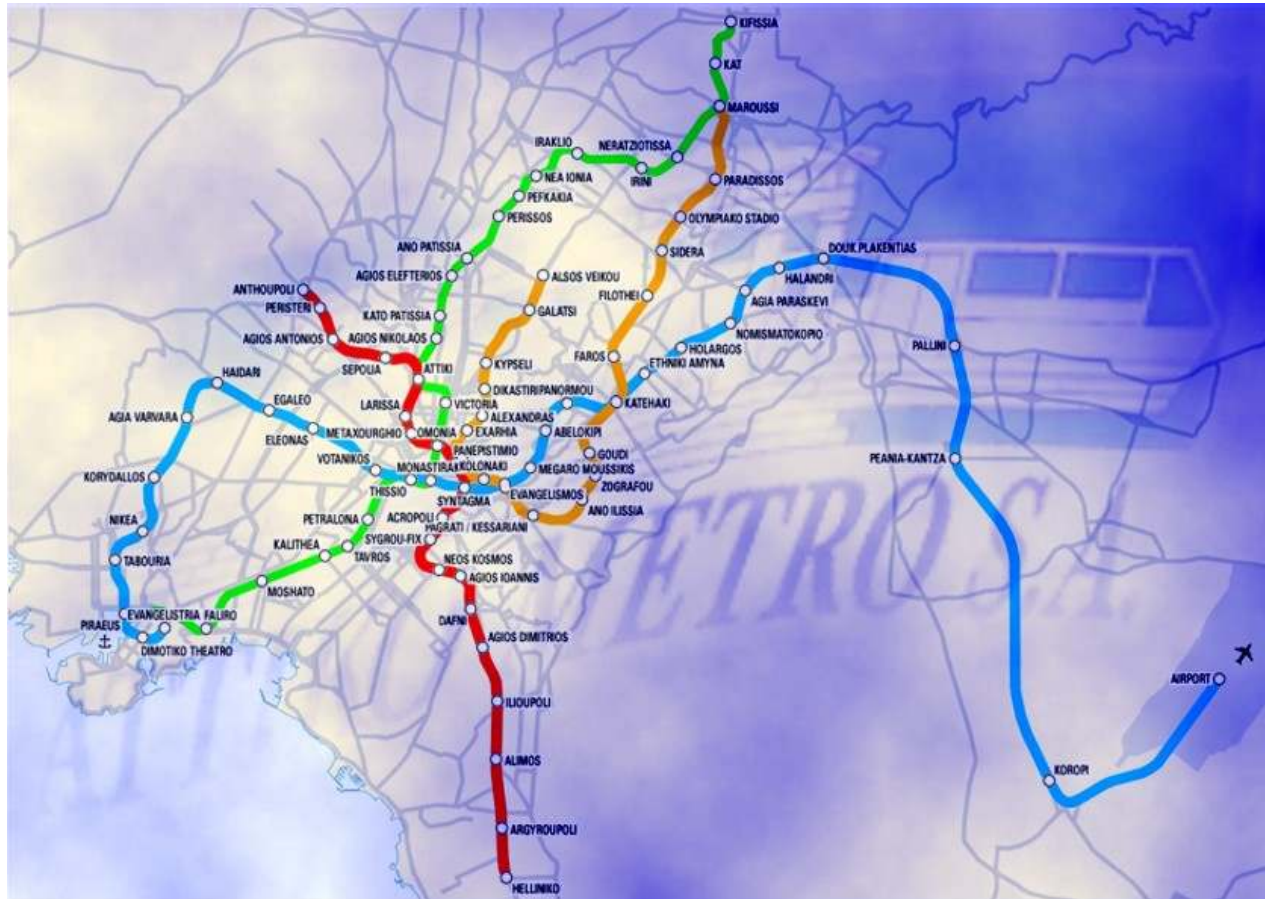 KIFISSIA
KAT
MAROUSSI
NERATZIOTISSA
IRAKLIO
IRINI
NEA IONIA
PEFKAKIA
PERISSOS
PARADISSOS
OLYMPIAKO STADIO
SIDERA
FILOTHEI
FAROS
ANO PATISSIA
AGIOS ELEFTERIOS
KATO PATISSIA
AGIOS NIKOLAOS
ALSOS VEIKOU
GALATSI
KYPSELI
DIKASTIRI
PANORMOU
ALEXANDRAS
EXARHIA
DOUK.PLAKENTIAS
HALANDRI
AGIA PARASKEVI
NOMISMATOKOPIO
HOLARGOS
ETHNIKI AMYNA
KATEHAKI
ABELOKIPI
MEGARO MOUSSIKIS
GOUDI
ZOGRAFOU
ANO ILISSIA
EVANGELISMOS
PALLINI
PEANIA-KANTZA
KOROPI
AIRPORT
ANTHOUPOLI
PERISTERI
AGIOS ANTONIOS
SEPOLIA
ATTIKI
LARISSA
VICTORIA
METAXOURGHIO
OMONIA
PANEPISTIMIO
MONASTIRAKI
KOLONAKI
SYNTAGMA
HAIDARI
AGIA VARVARA
EGALEO
ELEONAS
VOTANIKOS
KORYDALLOS
THISSIO
PETRALONA
ACROPOLI
PAGRATI / KESSARIANI
SYGROU-FIX
NEOS KOSMOS
AGIOS IOANNIS
NIKEA
KALITHEA
TAVROS
TABOURIA
MOSHATO
EVANGELISTRIA
FALIRO
PIRAEUS
DIMOTIKO THEATRO
DAFNI
AGIOS DIMITRIOS
ILIOUPOLI
ALIMOS
ARGYROUPOLI
HELLINIKO
METRO S.A